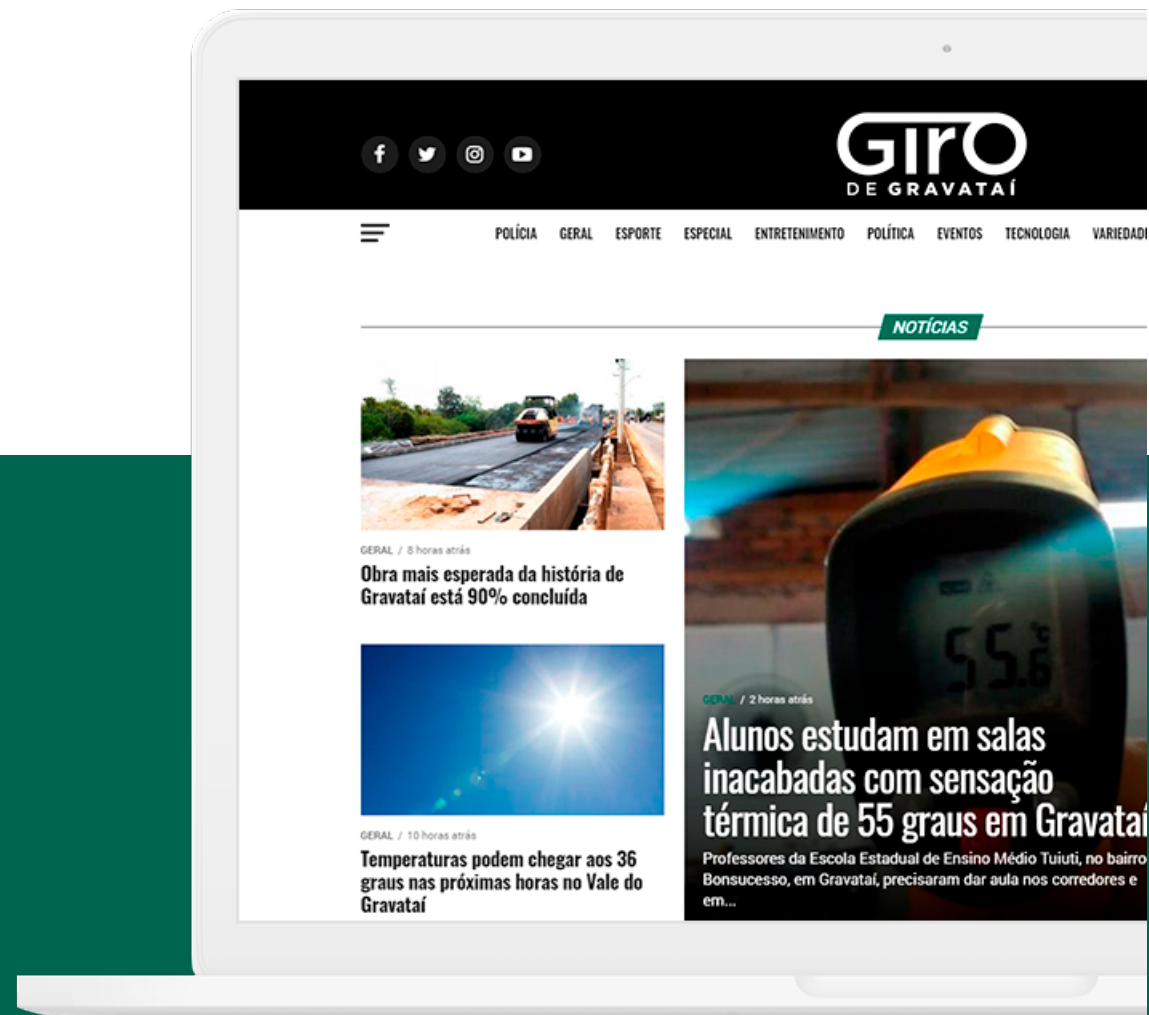 GIrO
DE GRAVATAÍ
POLÍCIA GERAL ESPORTE ESPECIAL ENTRETENIMENTO POLÍTICA EVENTOS TECNOLOGIA
NOTÍCIAS
GERAL / 8 horas atrás
Obra mais esperada da história de
Gravataí está 90% concluída
GERAL / 10 horas atrás
Temperaturas podem chegar aos 36
graus nas próximas horas no Vale do
Gravataí
55.6
°C
GERAL / 2 horas atrás
Alunos estudam em salas
inacabadas com sensação
térmica de 55 graus em Gravataí
Professores da Escola Estadual de Ensino Médio Tuiuti, no bairro
Bonsucesso, em Gravataí, precisaram dar aula nos corredores e
em...